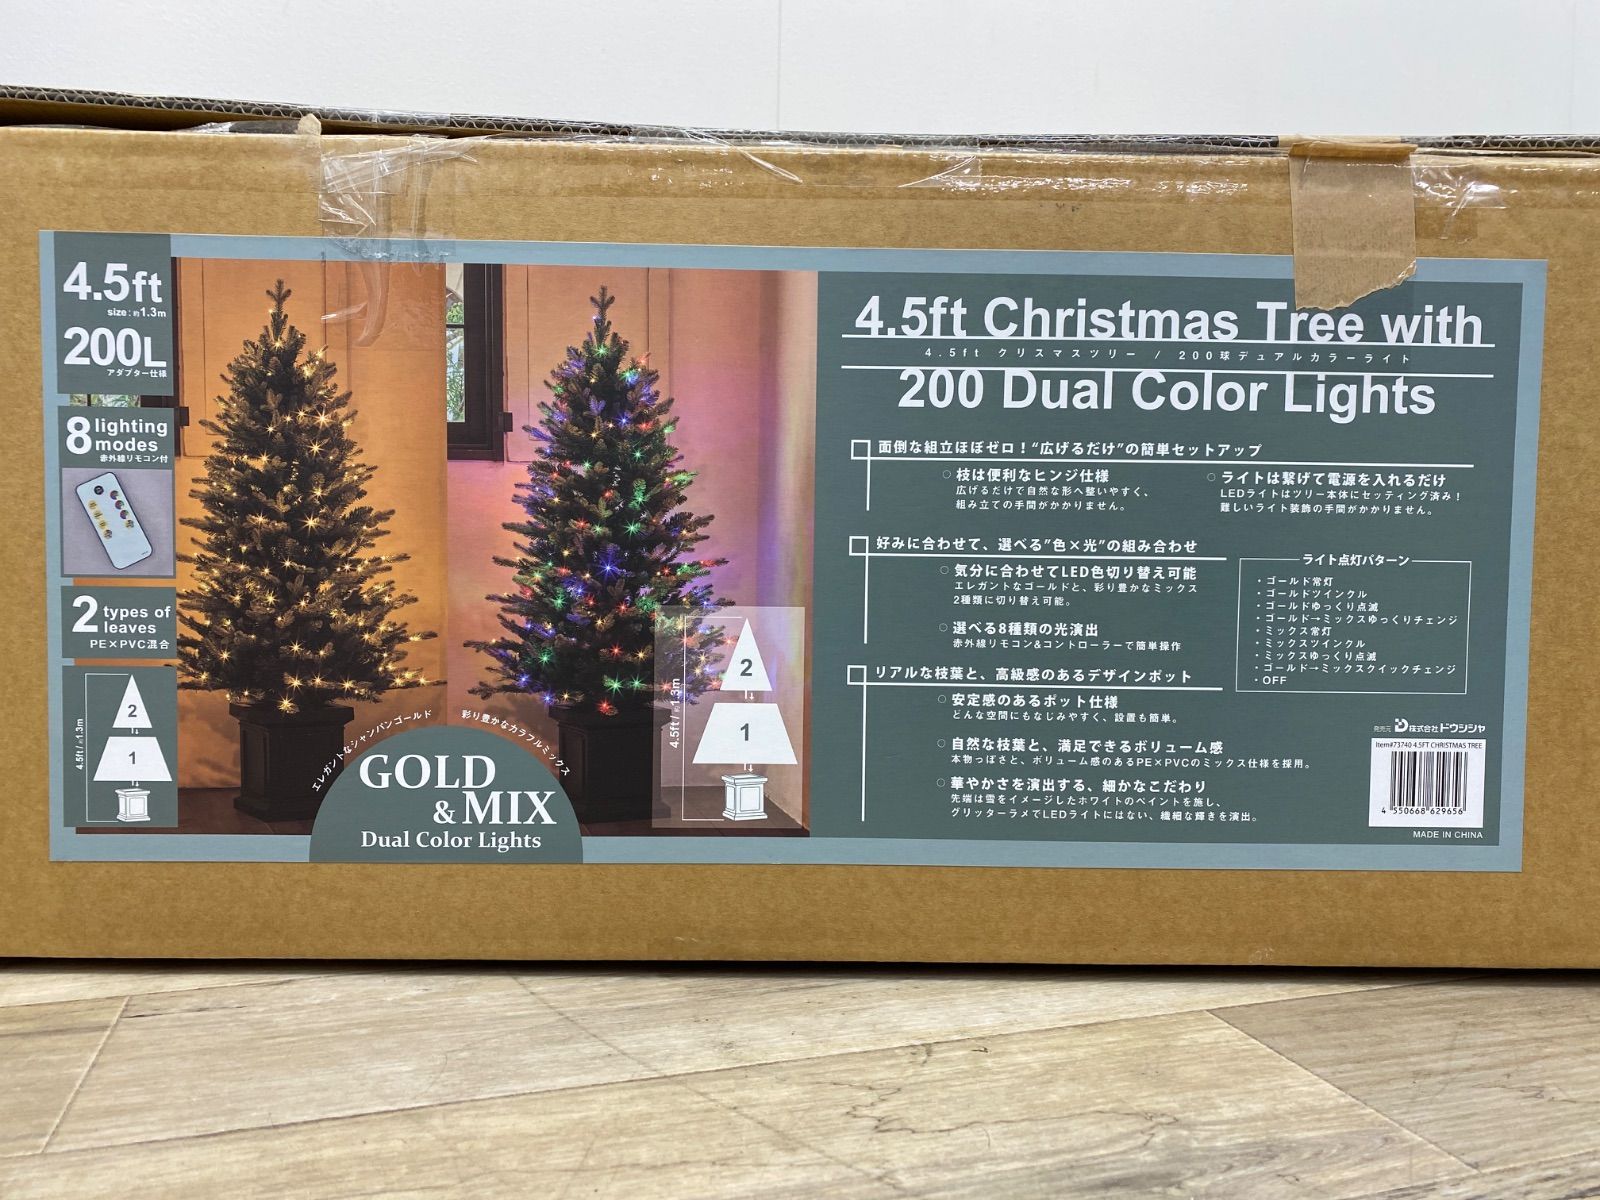 4.5ft
size:約1.3m
200L
アダプター仕様
8 lighting modes
赤外線リモコン付
2 types of leaves
PE×PVC混合
2
1
4.5ft/約1.3m
エレガントなシャンパンゴールド
彩り豊かなカラフルミックス
GOLD
&MIX
Dual Color Lights
2
1
4.5ft/約1.3m
4.5ft Christmas Tree with
4.5ft クリスマスツリー / 200球デュアルカラーライト
200 Dual Color Lights
面倒な組立ほぼゼロ！“広げるだけ”の簡単セットアップ
○枝は便利なヒンジ仕様
広げるだけで自然な形へ整いやすく、
組み立ての手間がかかりません。
○ライトは繋げて電源を入れるだけ
LEDライトはツリー本体にセッティング済み！
難しいライト装飾の手間がかかりません。
好みに合わせて、選べる”色×光”の組み合わせ
○気分に合わせてLED色切り替え可能
エレガントなゴールドと、彩り豊かなミックス
2種類に切り替え可能。
○選べる8種類の光演出
赤外線リモコン&コントローラーで簡単操作
ライト点灯パターン
・ゴールド常灯
・ゴールドツインクル
・ゴールドゆっくり点滅
・ゴールド→ミックスゆっくりチェンジ
・ミックス常灯
・ミックスツインクル
・ミックスゆっくり点滅
・ゴールド→ミックスクイックチェンジ
・OFF
リアルな枝葉と、高級感のあるデザインポット
○安定感のあるポット仕様
どんな空間にもなじみやすく、設置も簡単。
○自然な枝葉と、満足できるボリューム感
本物っぽさと、ボリューム感のあるPE×PVCのミックス仕様を採用。
○華やかさを演出する、細かなこだわり
先端は雪をイメージしたホワイトのペイントを施し、
グリッターラメでLEDライトにはない、繊細な輝きを演出。
発売元 株式会社ドウシシャ
Item#73740 4.5FT CHRISTMAS TREE
4 550668 629656
MADE IN CHINA